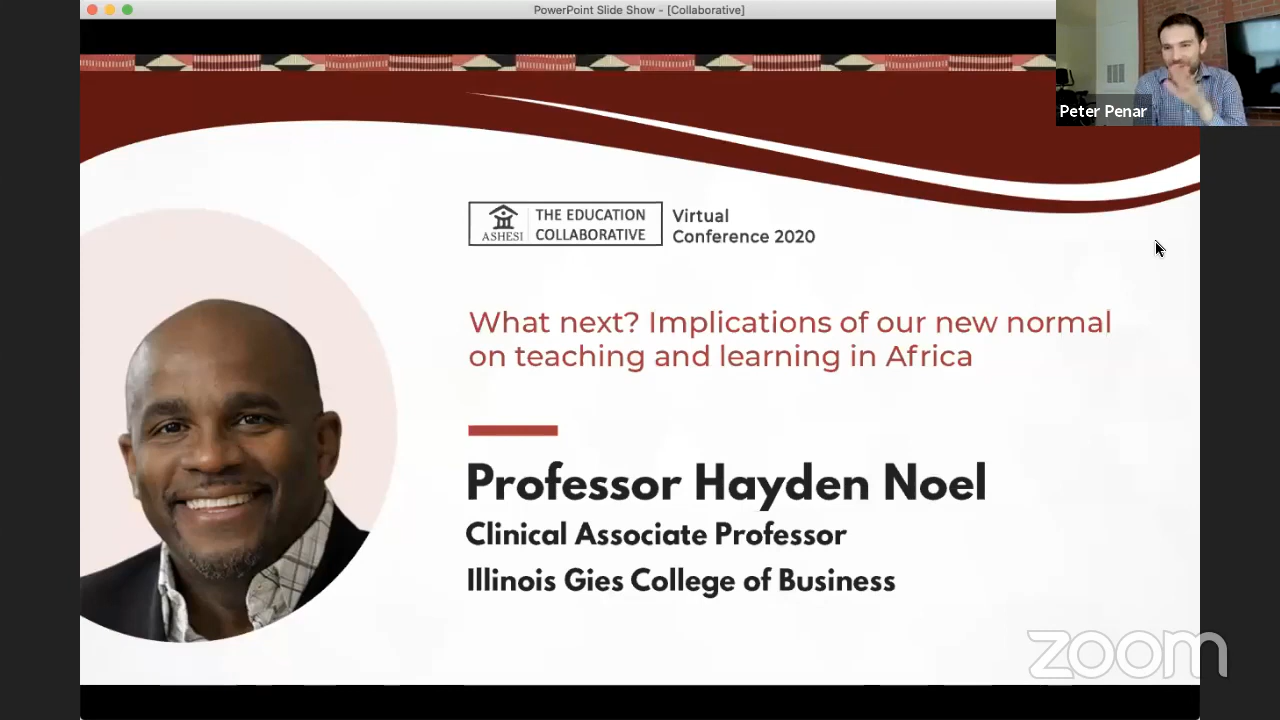 PowerPoint Slide Show - [Collaborative]
Peter Penar
ASHESI
THE EDUCATION
COLLABORATIVE
Virtual
Conference 2020
What next? Implications of our new normal
on teaching and learning in Africa
Professor Hayden Noel
Clinical Associate Professor
Illinois Gies College of Business
zoom